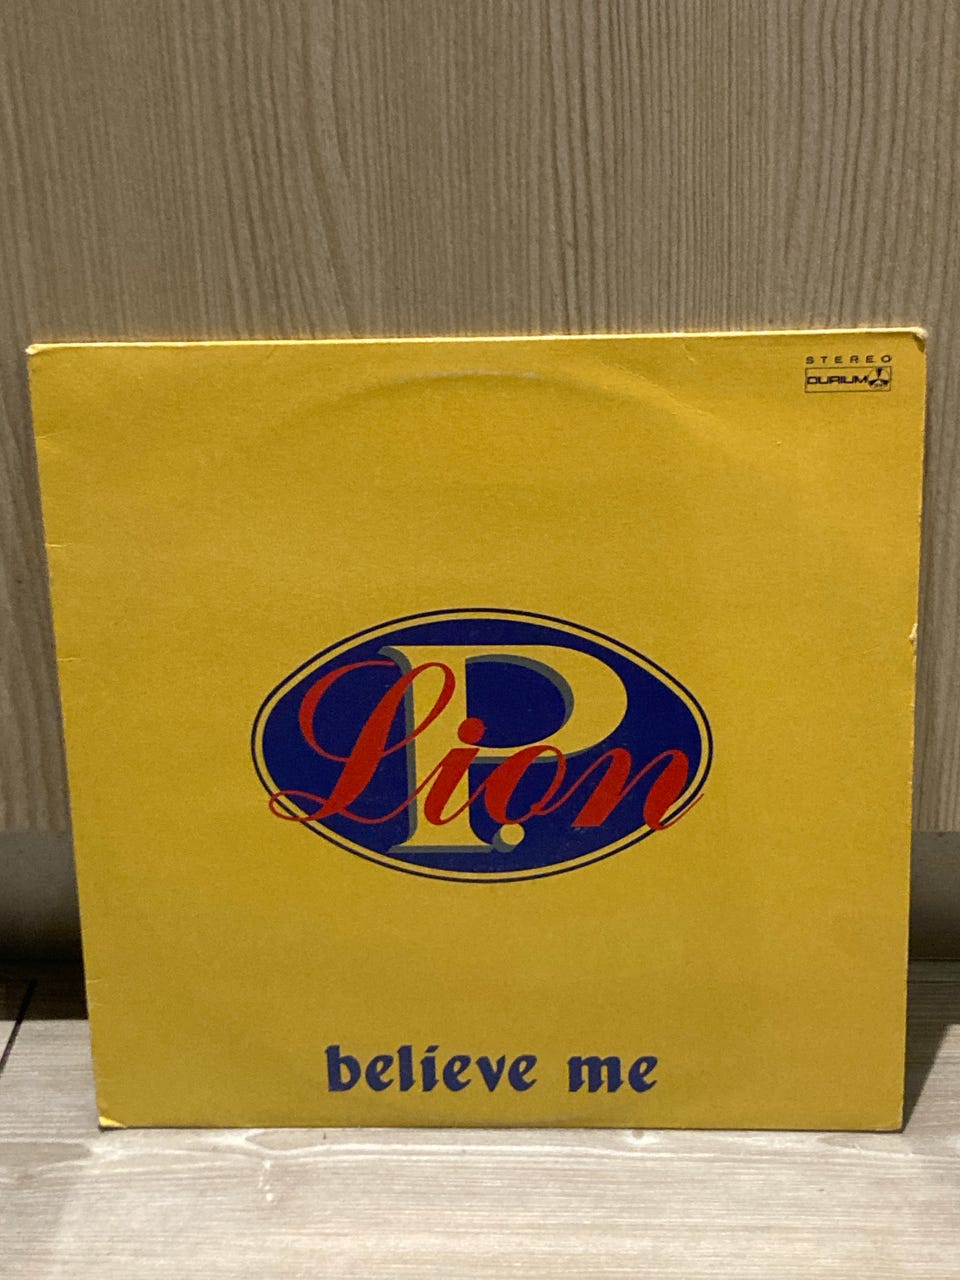 STEREO
DURIUM
P. Lion
believe me